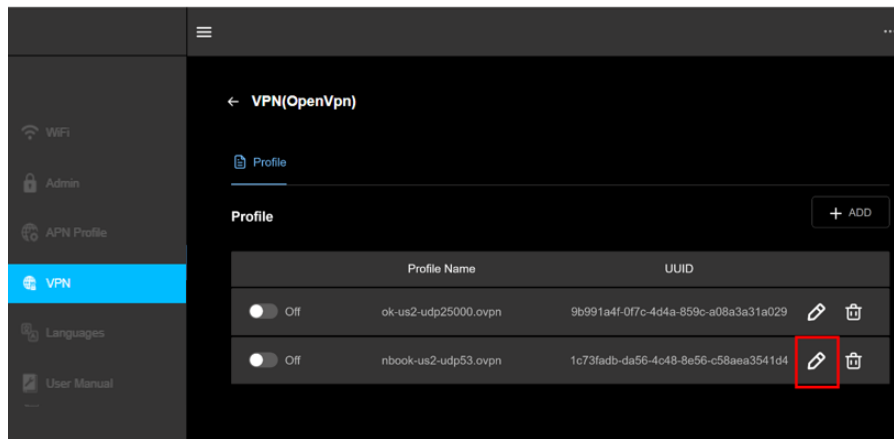 VPN(OpenVpn)
WiFi
Profile
Admin
Profile
+ ADD
APN Profile
Profile Name UUID
VPN
Off ok-us2-udp25000.ovpn 9b991a4f-0f7c-4d4a-859c-a08a3a31a029
Languages
Off nbook-us2-udp53.ovpn 1c73fadb-da56-4c48-8e56-c58aea3541d4
User Manual